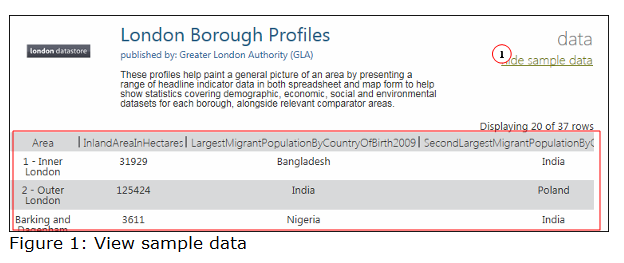 London Borough Profiles
london datastore
published by: Greater London Authority (GLA)
data
1
hide sample data
These profiles help paint a general picture of an area by presenting a
range of headline indicator data in both spreadsheet and map form to help
show statistics covering demographic, economic, social and environmental
datasets for each borough, alongside relevant comparator areas.
Displaying 20 of 37 rows
Area | InlandAreaInHectares | LargestMigrantPopulationByCountryOfBirth2009 | SecondLargestMigrantPopulationByC
1 - Inner London 31929 Bangladesh India
2 - Outer London 125424 India Poland
Barking and Dagenham 3611 Nigeria India
Figure 1: View sample data